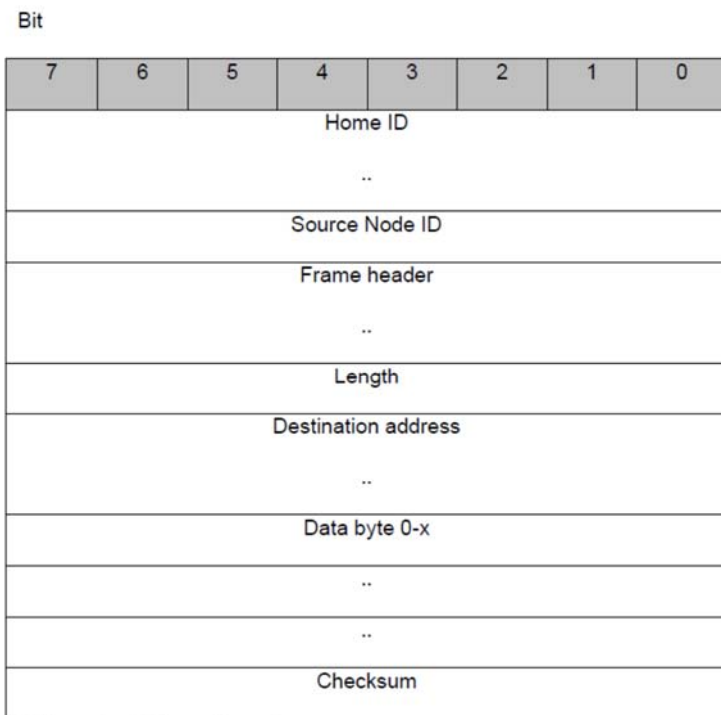 Bit
7 6 5 4 3 2 1 0
Home ID
..
Source Node ID
Frame header
..
Length
Destination address
..
Data byte 0-x
..
..
Checksum